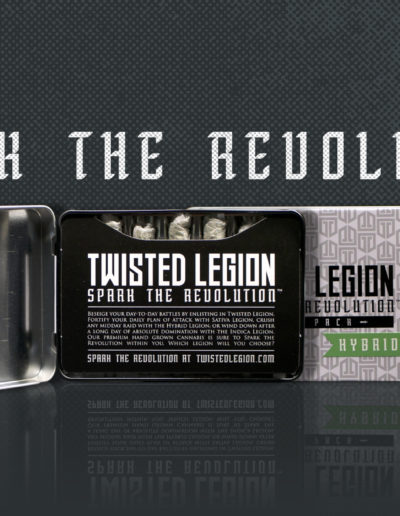 K THE REVOLU
TWISTED LEGION
SPARK THE REVOLUTION™
BESIEGE YOUR DAY-TO-DAY BATTLES BY ENLISTING IN TWISTED LEGION.
FORTIFY YOUR DAILY PLAN OF ATTACK WITH SATIVA LEGION, CRUSH
ANY MIDDAY RAID WITH THE HYBRID LEGION, OR WIND DOWN AFTER
A LONG DAY OF ABSOLUTE DOMINATION WITH THE INDICA LEGION.
OUR PREMIUM HAND GROWN CANNABIS IS SURE TO SPARK THE
REVOLUTION WITHIN YOU. WHICH LEGION WILL YOU CHOOSE?
SPARK THE REVOLUTION AT TWISTEDLEGION.COM
LEGION
REVOLUTION™
PACK
HYBRID